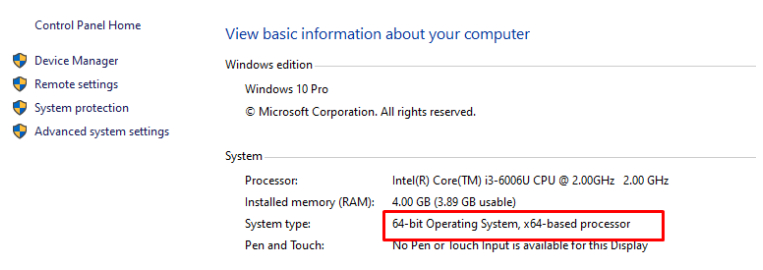 Control Panel Home
Device Manager
Remote settings
System protection
Advanced system settings
View basic information about your computer
Windows edition
Windows 10 Pro
© Microsoft Corporation. All rights reserved.
System
Processor: Intel(R) Core(TM) i3-6006U CPU @ 2.00GHz 2.00 GHz
Installed memory (RAM): 4.00 GB (3.89 GB usable)
System type: 64-bit Operating System, x64-based processor
Pen and Touch: No Pen or Touch Input is available for this Display